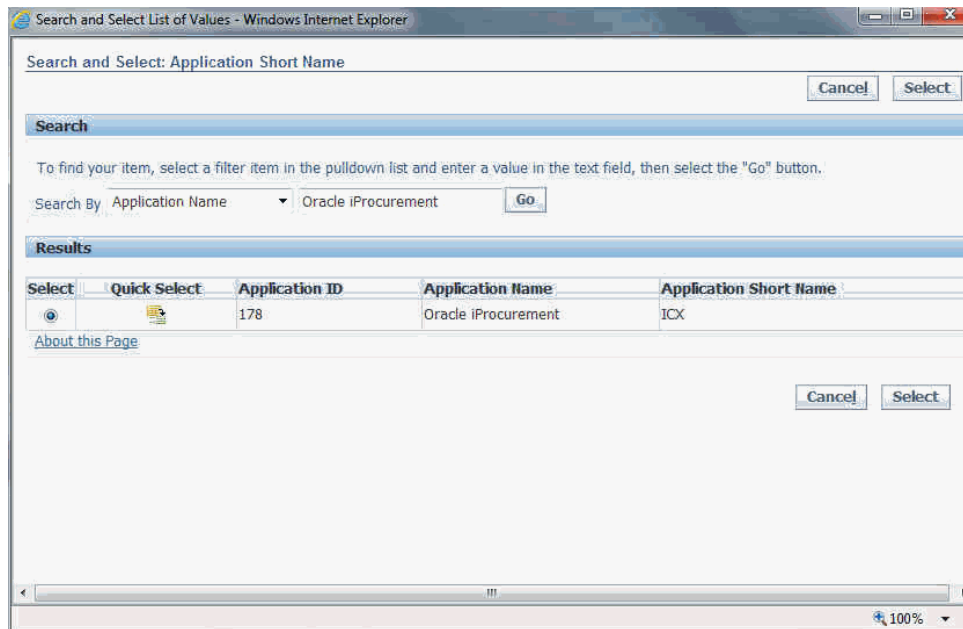 Search and Select List of Values - Windows Internet Explorer
Search and Select: Application Short Name
Cancel Select
Search
To find your item, select a filter item in the pulldown list and enter a value in the text field, then select the "Go" button.
Search By Application Name Oracle iProcurement Go
Results
Select Quick Select Application ID Application Name Application Short Name
178 Oracle iProcurement ICX
About this Page
Cancel Select
100%